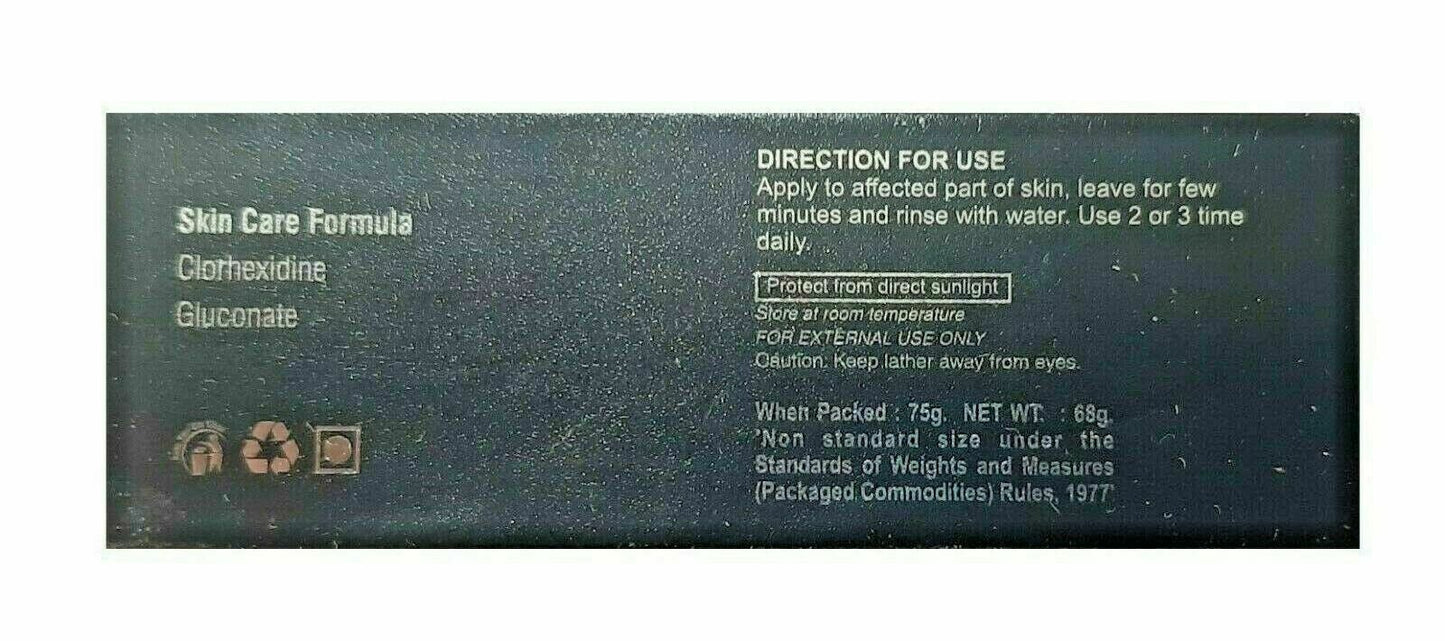 Skin Care Formula
Clorhexidine
Gluconate
DIRECTION FOR USE
Apply to affected part of skin, leave for few
minutes and rinse with water. Use 2 or 3 time
daily.
Protect from direct sunlight
Store at room temperature
FOR EXTERNAL USE ONLY
Caution: Keep lather away from eyes.
When Packed : 75g. NET WT. : 68g.
'Non standard size under the
Standards of Weights and Measures
(Packaged Commodities) Rules, 1977'